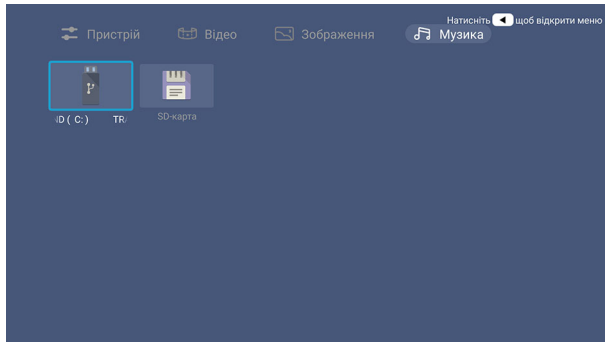 Натисніть щоб відкрити меню
Пристрій Відео Зображення Музика
(C:) SD-карта